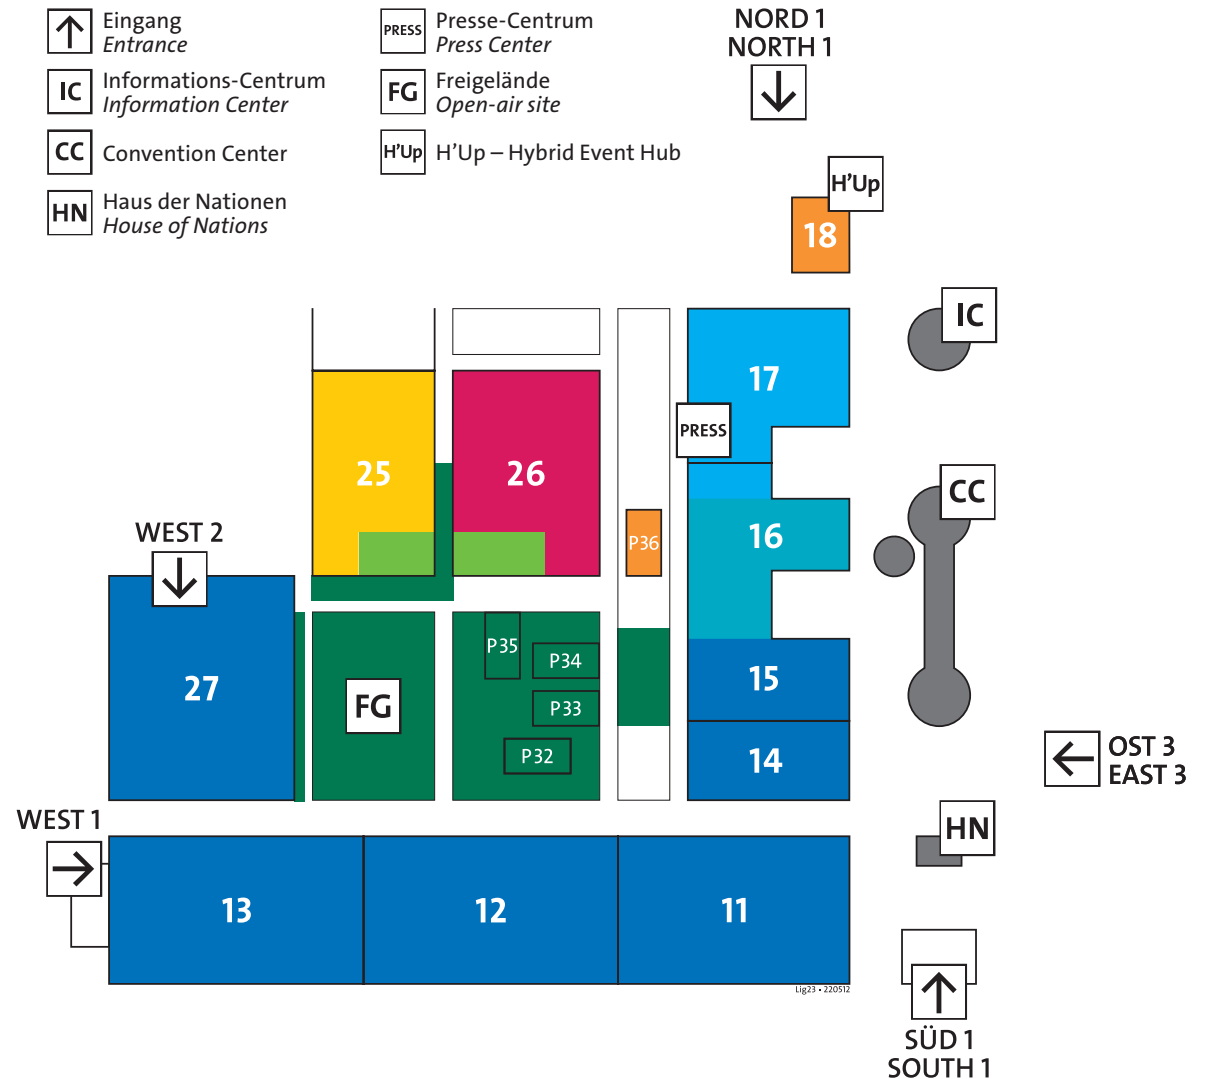 Eingang
Entrance
IC
Informations-Centrum
Information Center
CC
Convention Center
HN
Haus der Nationen
House of Nations
PRESS
Presse-Centrum
Press Center
FG
Freigelände
Open-air site
H'Up
H'Up – Hybrid Event Hub
NORD 1
NORTH 1
H'Up
18
IC
17
PRESS
25
26
CC
WEST 2
P36
16
27
FG
P35
P34
P33
P32
15
14
OST 3
EAST 3
WEST 1
HN
13
12
11
Lig23 • 220512
SÜD 1
SOUTH 1